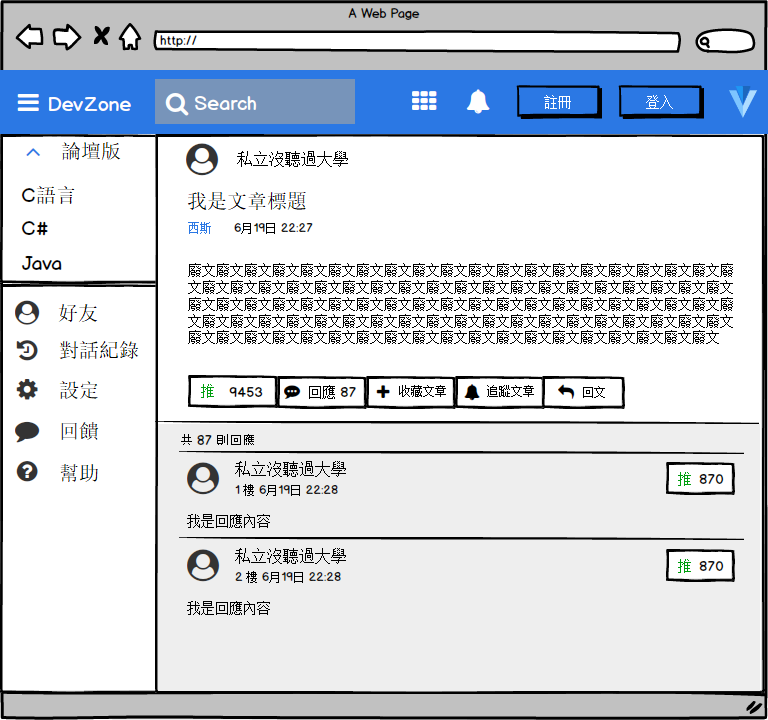 A Web Page
http://
DevZone
Search
註冊
登入
論壇版
C語言
C#
Java
好友
對話紀錄
設定
回饋
幫助
私立沒聽過大學
我是文章標題
西斯 6月19日 22:27
廢文廢文廢文廢文廢文廢文廢文廢文廢文廢文廢文廢文廢文廢文廢文廢文廢文廢文廢文廢
文廢文廢文廢文廢文廢文廢文廢文廢文廢文廢文廢文廢文廢文廢文廢文廢文廢文廢文廢文
廢文廢文廢文廢文廢文廢文廢文廢文廢文廢文廢文廢文廢文廢文廢文廢文廢文廢文廢文廢
文廢文廢文廢文廢文廢文廢文廢文廢文廢文廢文廢文廢文廢文廢文廢文廢文廢文廢文廢文
廢文廢文廢文廢文廢文廢文廢文廢文廢文廢文廢文廢文廢文廢文廢文廢文廢文廢文廢文
推 9453 回應 87 收藏文章 追蹤文章 回文
共 87 則回應
私立沒聽過大學
1 樓 6月19日 22:28
推 870
我是回應內容
私立沒聽過大學
2 樓 6月19日 22:28
推 870
我是回應內容